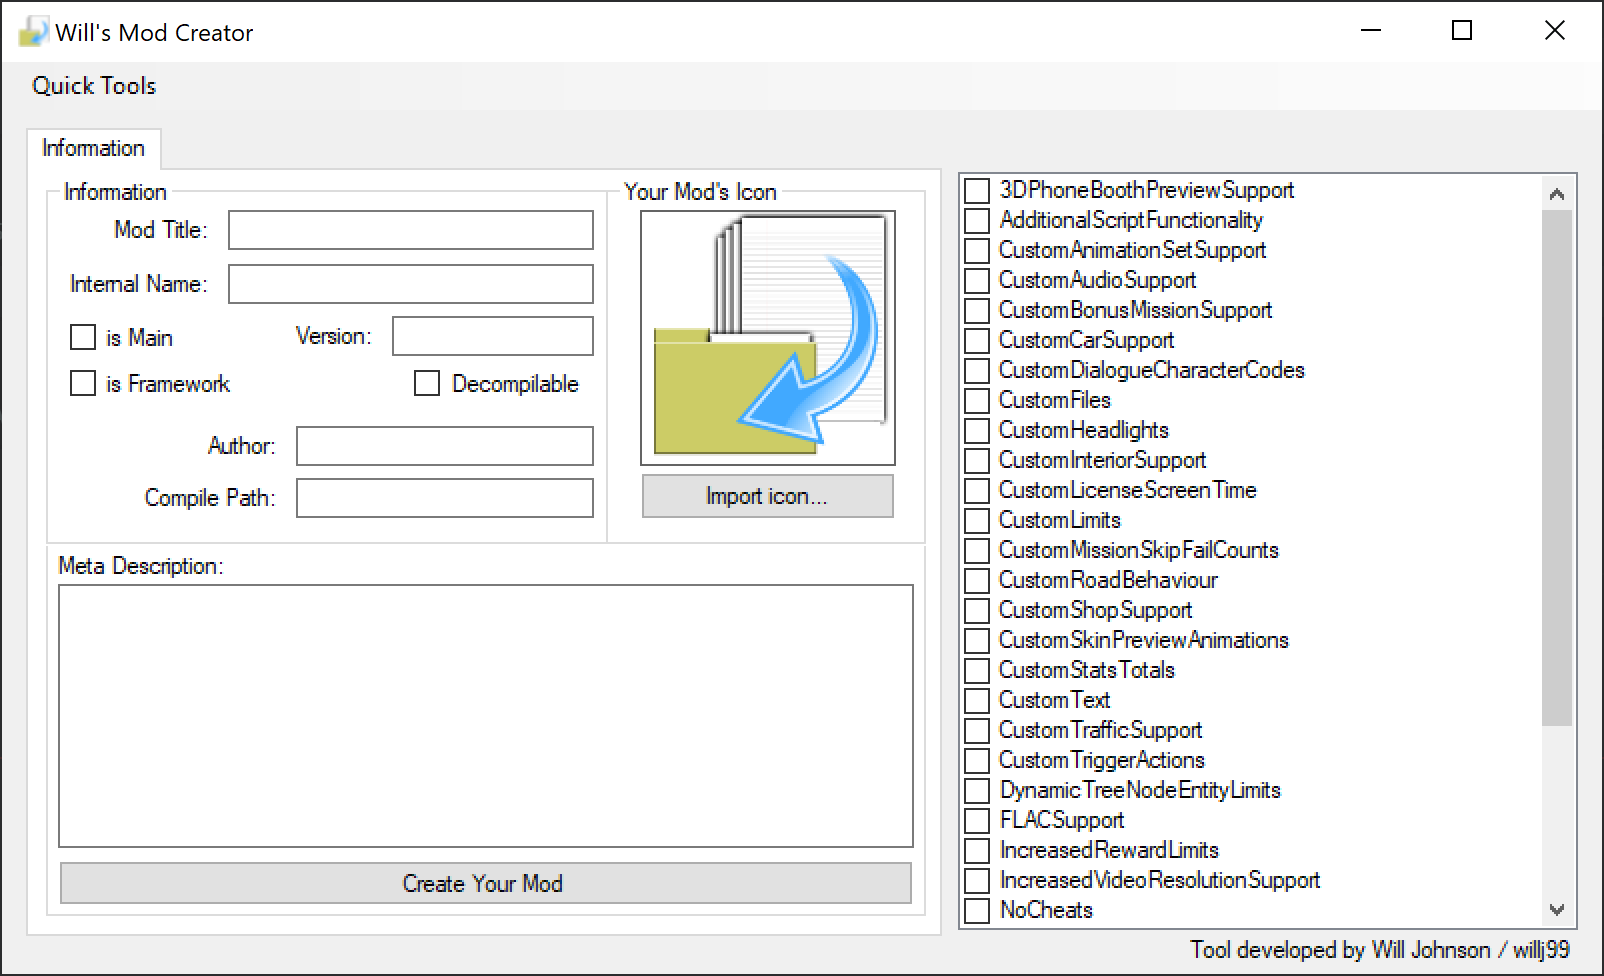 Will's Mod Creator
Quick Tools
Information
Information
Mod Title:
Internal Name:
is Main
Version:
is Framework
Decompilable
Author:
Compile Path:
Your Mod's Icon
Import icon...
Meta Description:
Create Your Mod
3DPhoneBoothPreviewSupport
AdditionalScriptFunctionality
CustomAnimationSetSupport
CustomAudioSupport
CustomBonusMissionSupport
CustomCarSupport
CustomDialogueCharacterCodes
CustomFiles
CustomHeadlights
CustomInteriorSupport
CustomLicenseScreenTime
CustomLimits
CustomMissionSkipFailCounts
CustomRoadBehaviour
CustomShopSupport
CustomSkinPreviewAnimations
CustomStatsTotals
CustomText
CustomTrafficSupport
CustomTriggerActions
DynamicTreeNodeEntityLimits
FLACSupport
IncreasedRewardLimits
IncreasedVideoResolutionSupport
NoCheats
Tool developed by Will Johnson / willj99